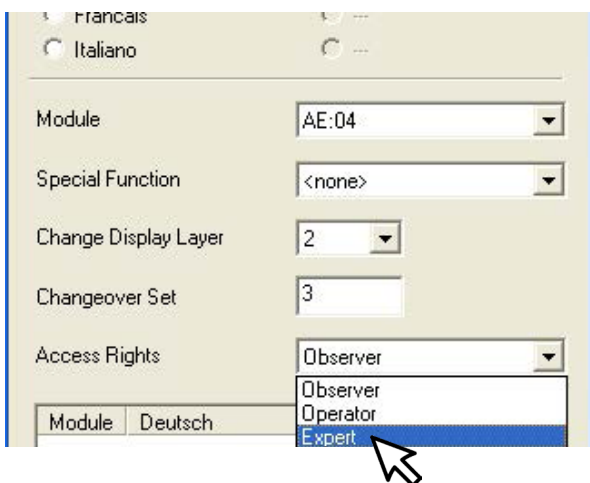 Francais ---
Italiano ---
Module AE:04
Special Function <none>
Change Display Layer 2
Changeover Set 3
Access Rights Observer
Observer
Operator
Module Deutsch
Expert